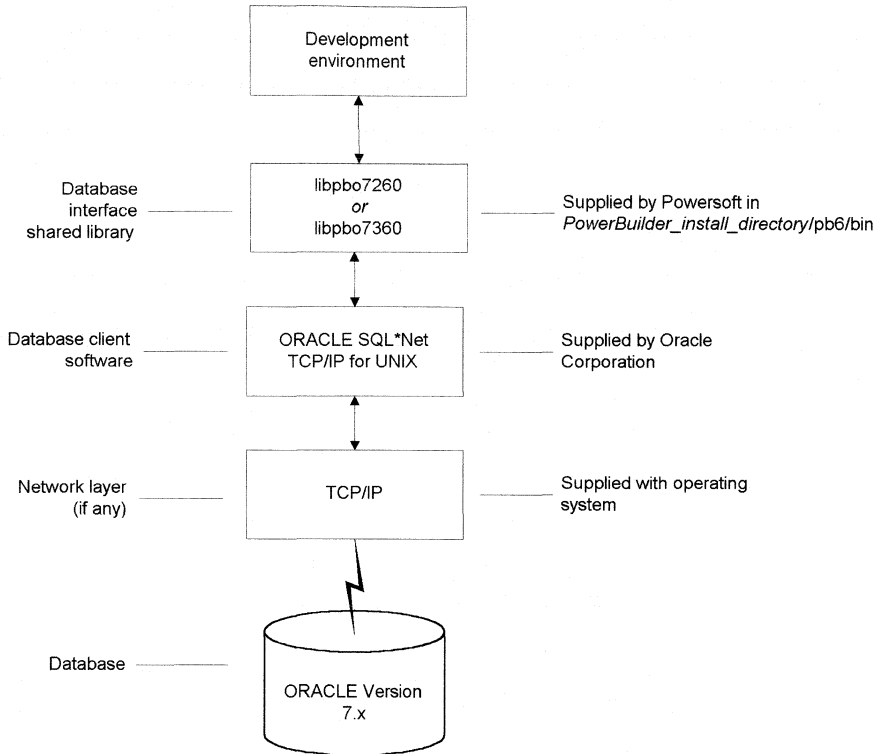 Development
environment
Database
interface
shared library
libpbo7260
or
libpbo7360
Supplied by Powersoft in
PowerBuilder_install_directory/pb6/bin
Database client
software
ORACLE SQL*Net
TCP/IP for UNIX
Supplied by Oracle
Corporation
Network layer
(if any)
TCP/IP
Supplied with operating
system
Database
ORACLE Version
7.x